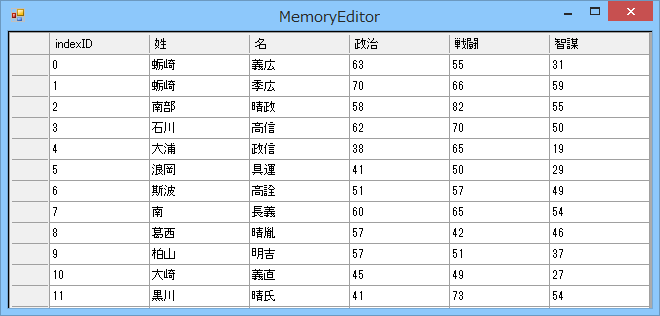 MemoryEditor
indexID 姓 名 政治 戦闘 智謀
0 蛎崎 義広 63 55 31
1 蛎崎 季広 70 66 59
2 南部 晴政 58 82 55
3 石川 高信 62 70 50
4 大浦 政信 38 65 19
5 浪岡 具運 41 50 29
6 斯波 高詮 51 57 49
7 南 長義 60 65 54
8 葛西 晴胤 57 42 46
9 柏山 明吉 57 51 37
10 大崎 義直 45 49 27
11 黒川 晴氏 41 73 54